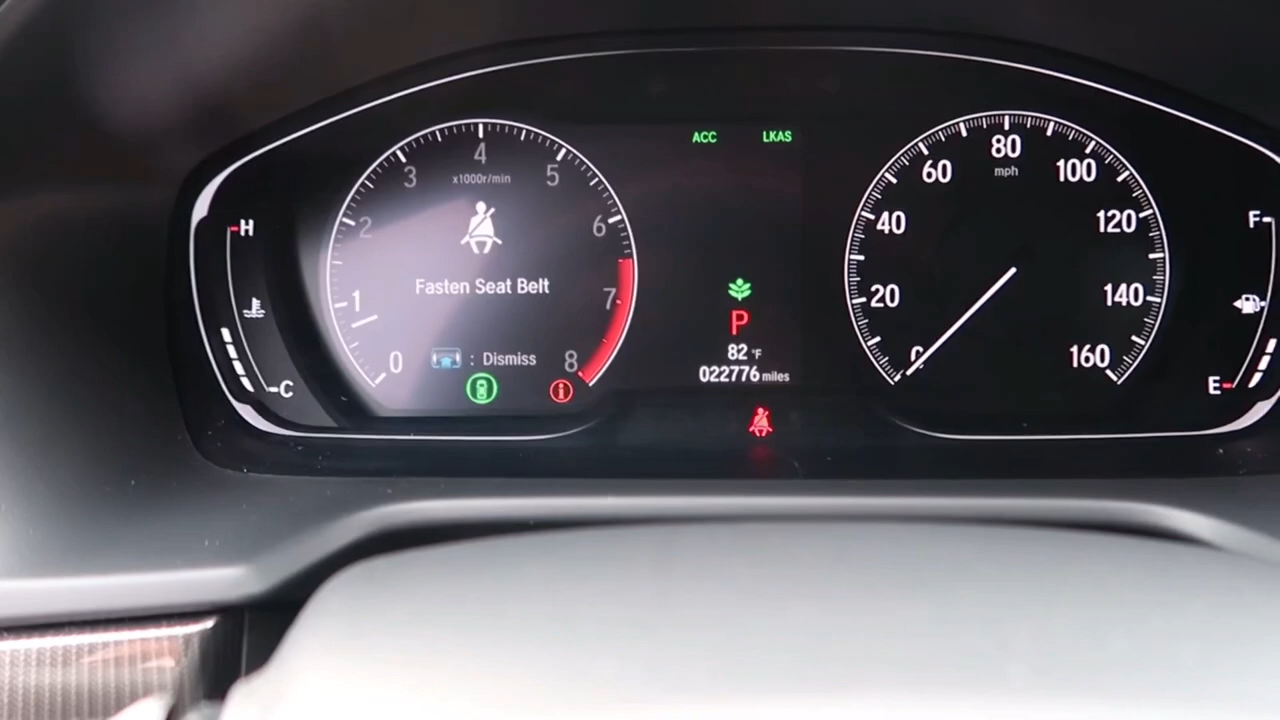 ACC LKAS
H
C
0
1
2
3
4
5
6
7
8
x1000r/min
Fasten Seat Belt
: Dismiss
P
82 °F
022776 miles
0
20
40
60
80
100
120
140
160
mph
F
E